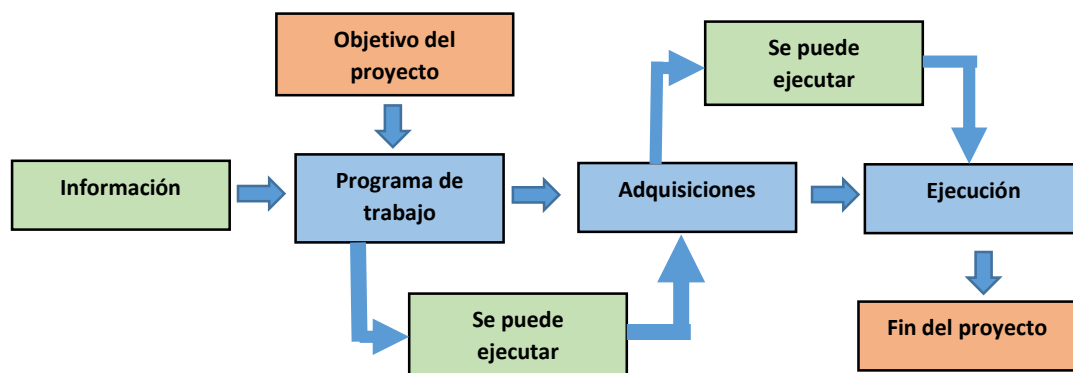 Objetivo del
proyecto
Se puede
ejecutar
Información
Programa de
trabajo
Adquisiciones
Ejecución
Se puede
ejecutar
Fin del proyecto